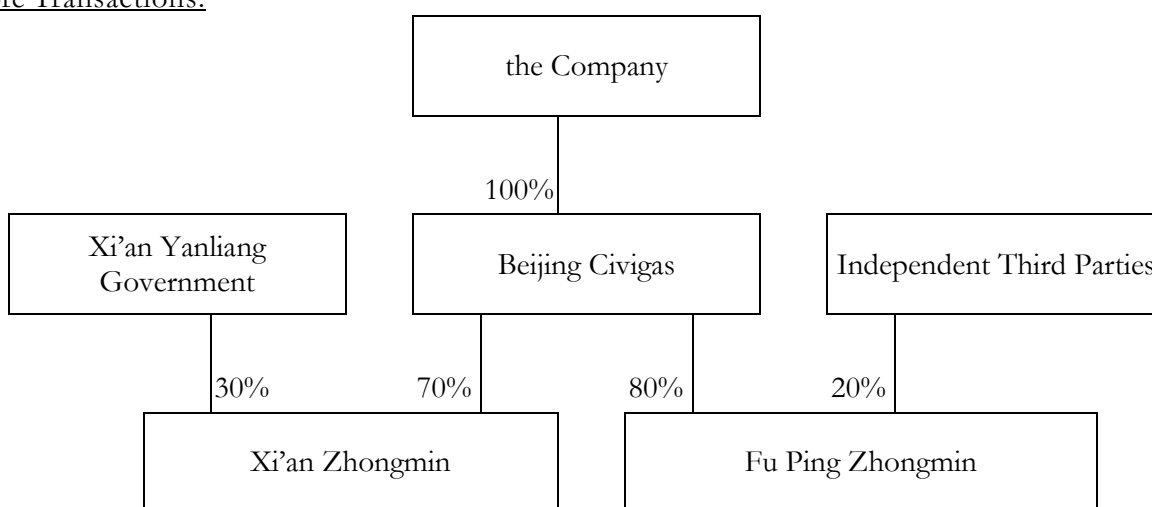 Transactions:
the Company
100%
Xi’an Yanliang
Government
Beijing Civigas
Independent Third Parties
30%
70%
80%
20%
Xi’an Zhongmin
Fu Ping Zhongmin